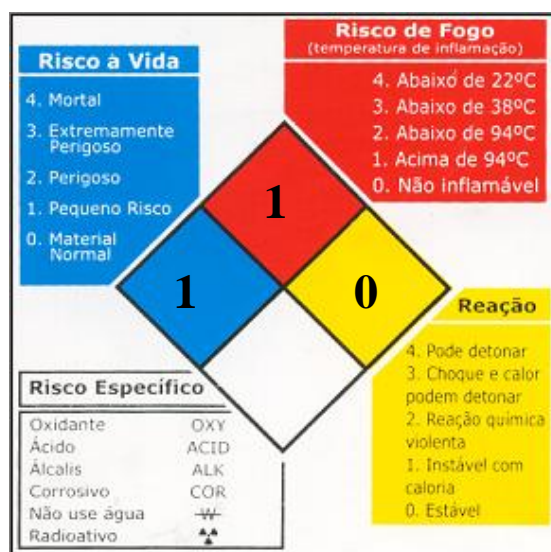 Risco de Fogo
(temperatura de inflamação)
4. Abaixo de 22ºC
3. Abaixo de 38ºC
2. Abaixo de 94ºC
1. Acima de 94ºC
0. Não inflamável
Risco à Vida
4. Mortal
3. Extremamente
Perigoso
2. Perigoso
1. Pequeno Risco
0. Material
Normal
1
1
0
Reação
4. Pode detonar
3. Choque e calor
podem detonar
2. Reação química
violenta
1. Instável com
caloria
0. Estável
Risco Específico
Oxidante OXY
Ácido ACID
Álcalis ALK
Corrosivo COR
Não use água W
Radioativo